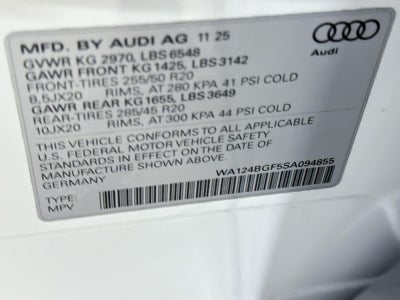 MFD. BY AUDI AG 11 25
GVWR KG 2970, LBS 6548
GAWR FRONT KG 1425, LBS 3142
FRONT-TIRES 255/50 R20
8,5JX20 RIMS, AT 280 KPA 41 PSI COLD
GAWR REAR KG 1655, LBS 3649
REAR-TIRES 285/45 R20
10JX20 RIMS, AT 300 KPA 44 PSI COLD
THIS VEHICLE CONFORMS TO ALL APPLICABLE
U.S. FEDERAL MOTOR VEHICLE SAFETY
STANDARDS IN EFFECT ON THE DATE OF
MANUFACTURE SHOWN ABOVE.
GERMANY
WA124BGF5SA094855
TYPE:
MPV
Audi